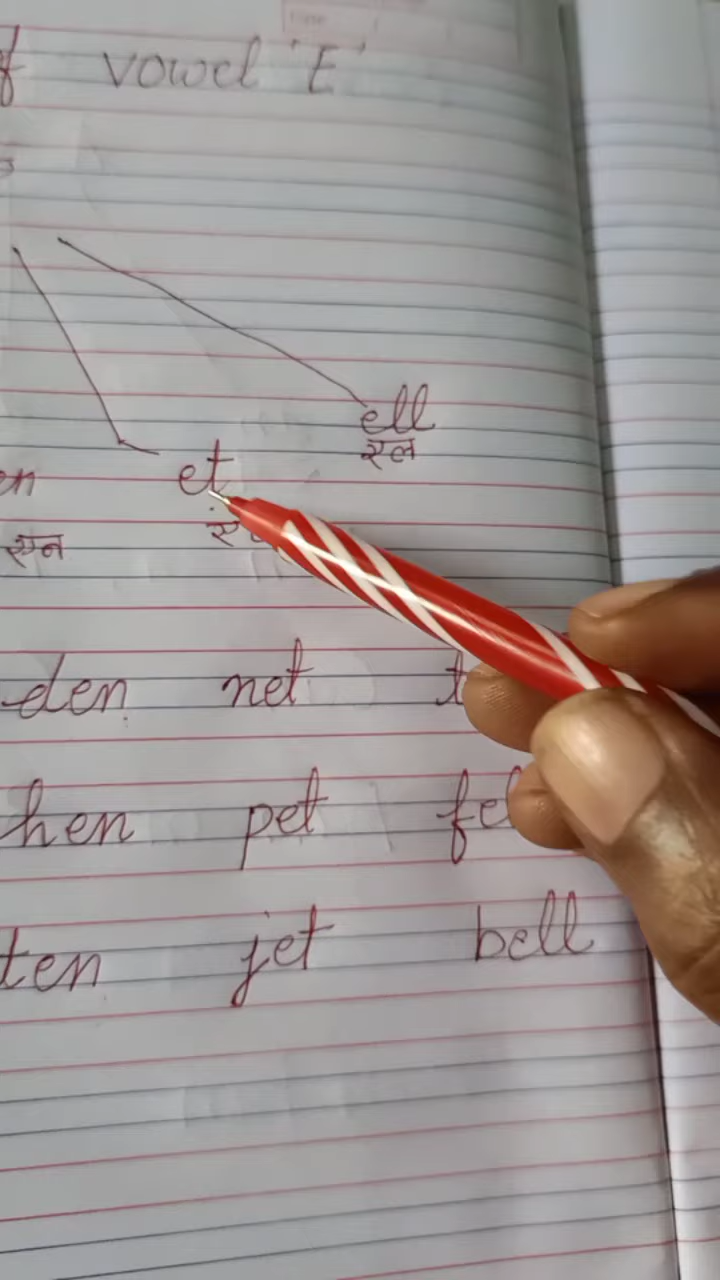 f vowel 'E'
ell
एल
et
en
एन
den net
hen pet
ten jet bell